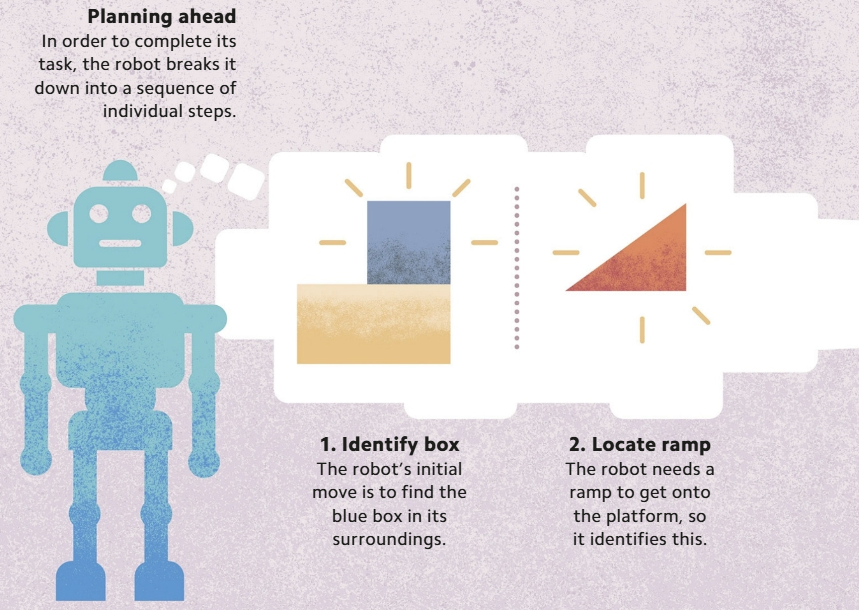 Planning ahead
In order to complete its
task, the robot breaks it
down into a sequence of
individual steps.
1. Identify box
The robot’s initial
move is to find the
blue box in its
surroundings.
2. Locate ramp
The robot needs a
ramp to get onto
the platform, so
it identifies this.